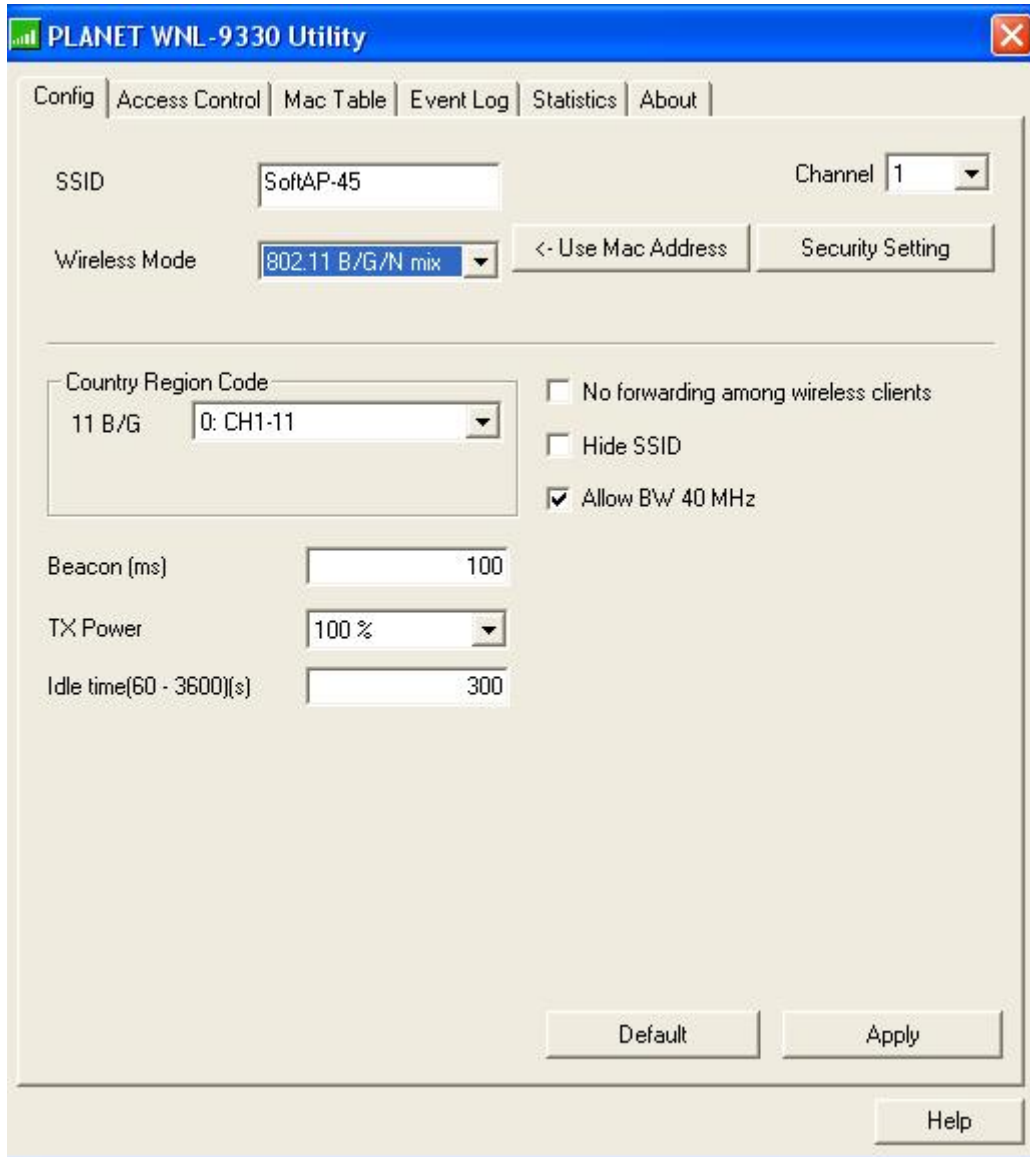 PLANET WNL-9330 Utility
Config Access Control Mac Table Event Log Statistics About
SSID SoftAP-45 Channel 1
Wireless Mode 802.11 B/G/N mix <- Use Mac Address Security Setting
Country Region Code
11 B/G 0: CH1-11
No forwarding among wireless clients
Hide SSID
Allow BW 40 MHz
Beacon (ms) 100
TX Power 100 %
Idle time(60 - 3600)(s) 300
Default Apply
Help